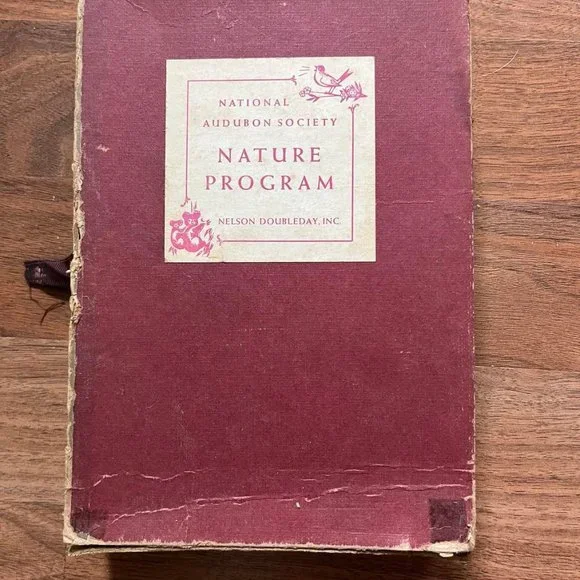 NATIONAL
AUDUBON SOCIETY
NATURE
PROGRAM
NELSON DOUBLEDAY, INC.